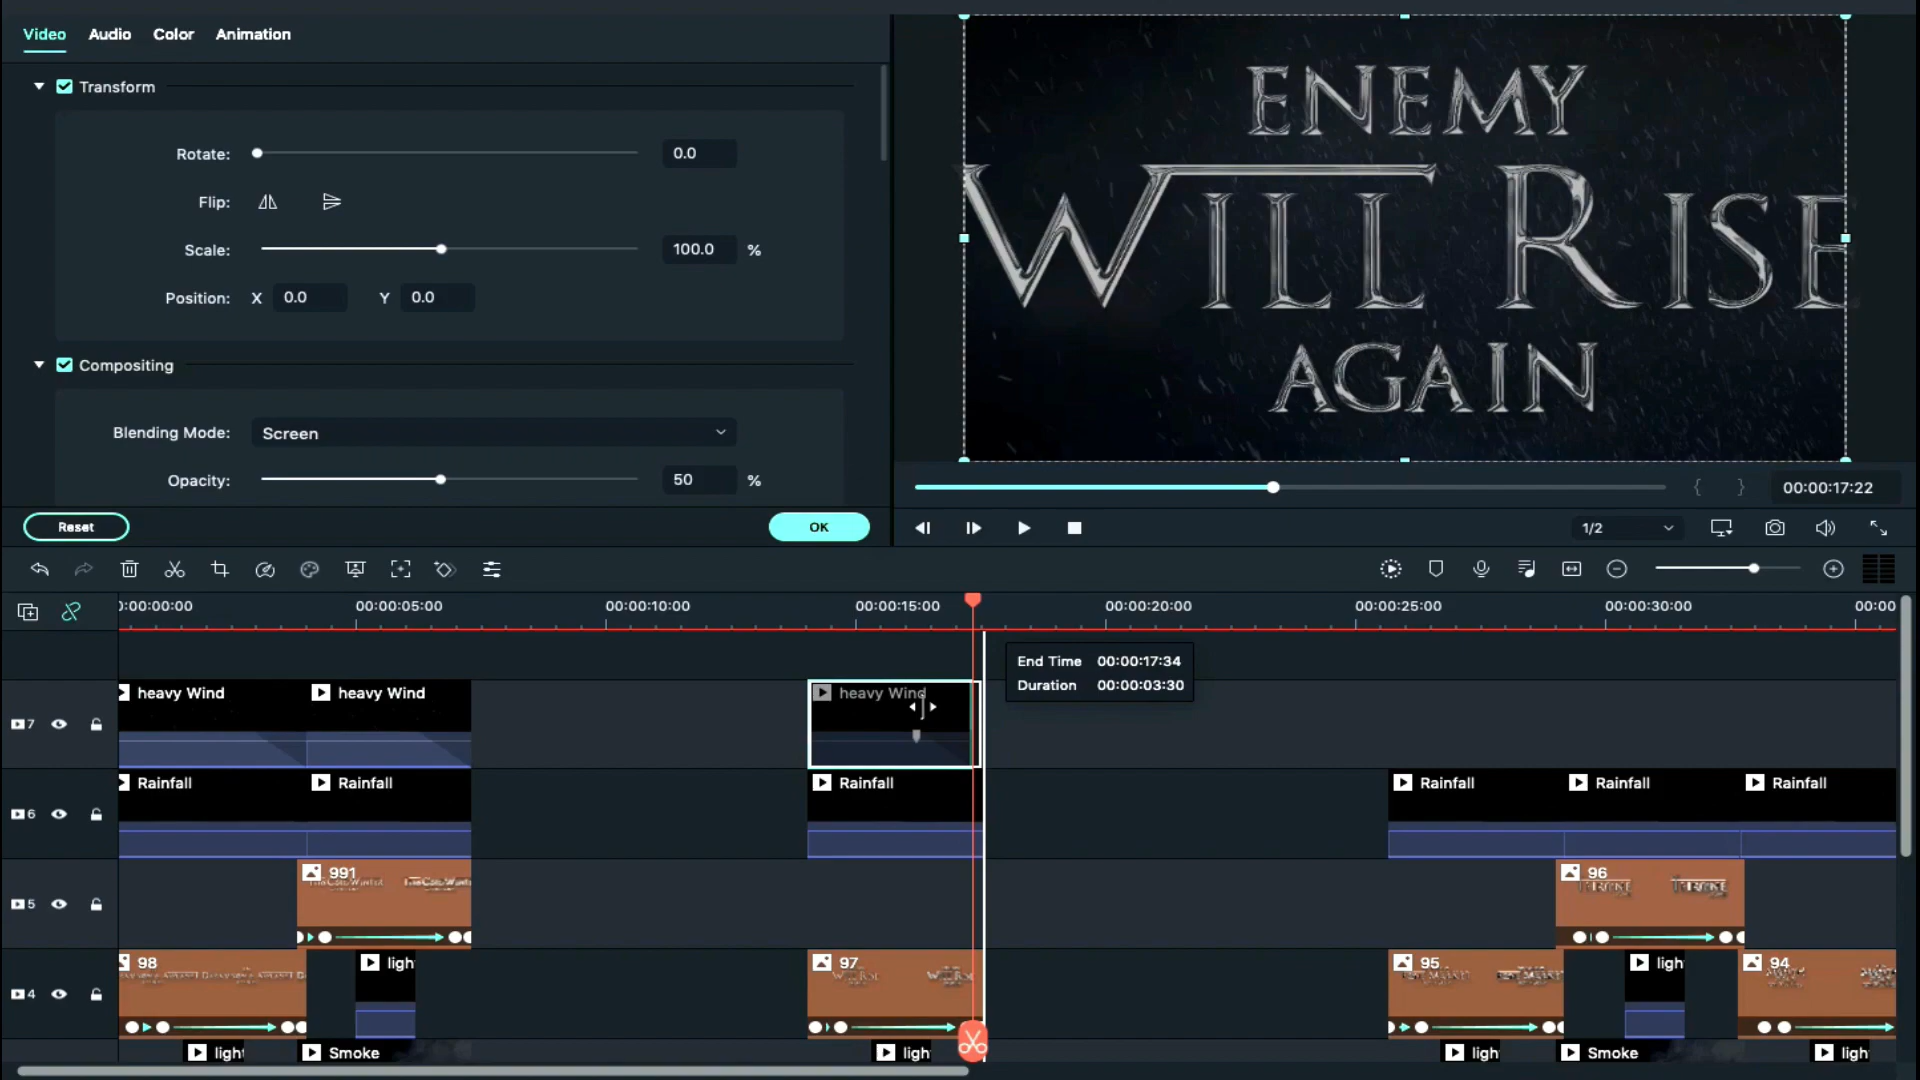 Video Audio Color Animation
Transform
Rotate: 0.0
Flip:
Scale: 100.0 %
Position: X 0.0 Y 0.0
Compositing
Blending Mode: Screen
Opacity: 50 %
Reset OK
ENEMY
WILL RISE
AGAIN
00:00:17:22
1/2
0:00:00:00 00:00:05:00 00:00:10:00 00:00:15:00 00:00:20:00 00:00:25:00 00:00:30:00 00:00
End Time 00:00:17:34
Duration 00:00:03:30
7 heavy Wind heavy Wind heavy Wind
6 Rainfall Rainfall Rainfall Rainfall Rainfall Rainfall
5 991 96
4 98 ligh 97 95 ligh 94
light Smoke ligh ligh Smoke ligh